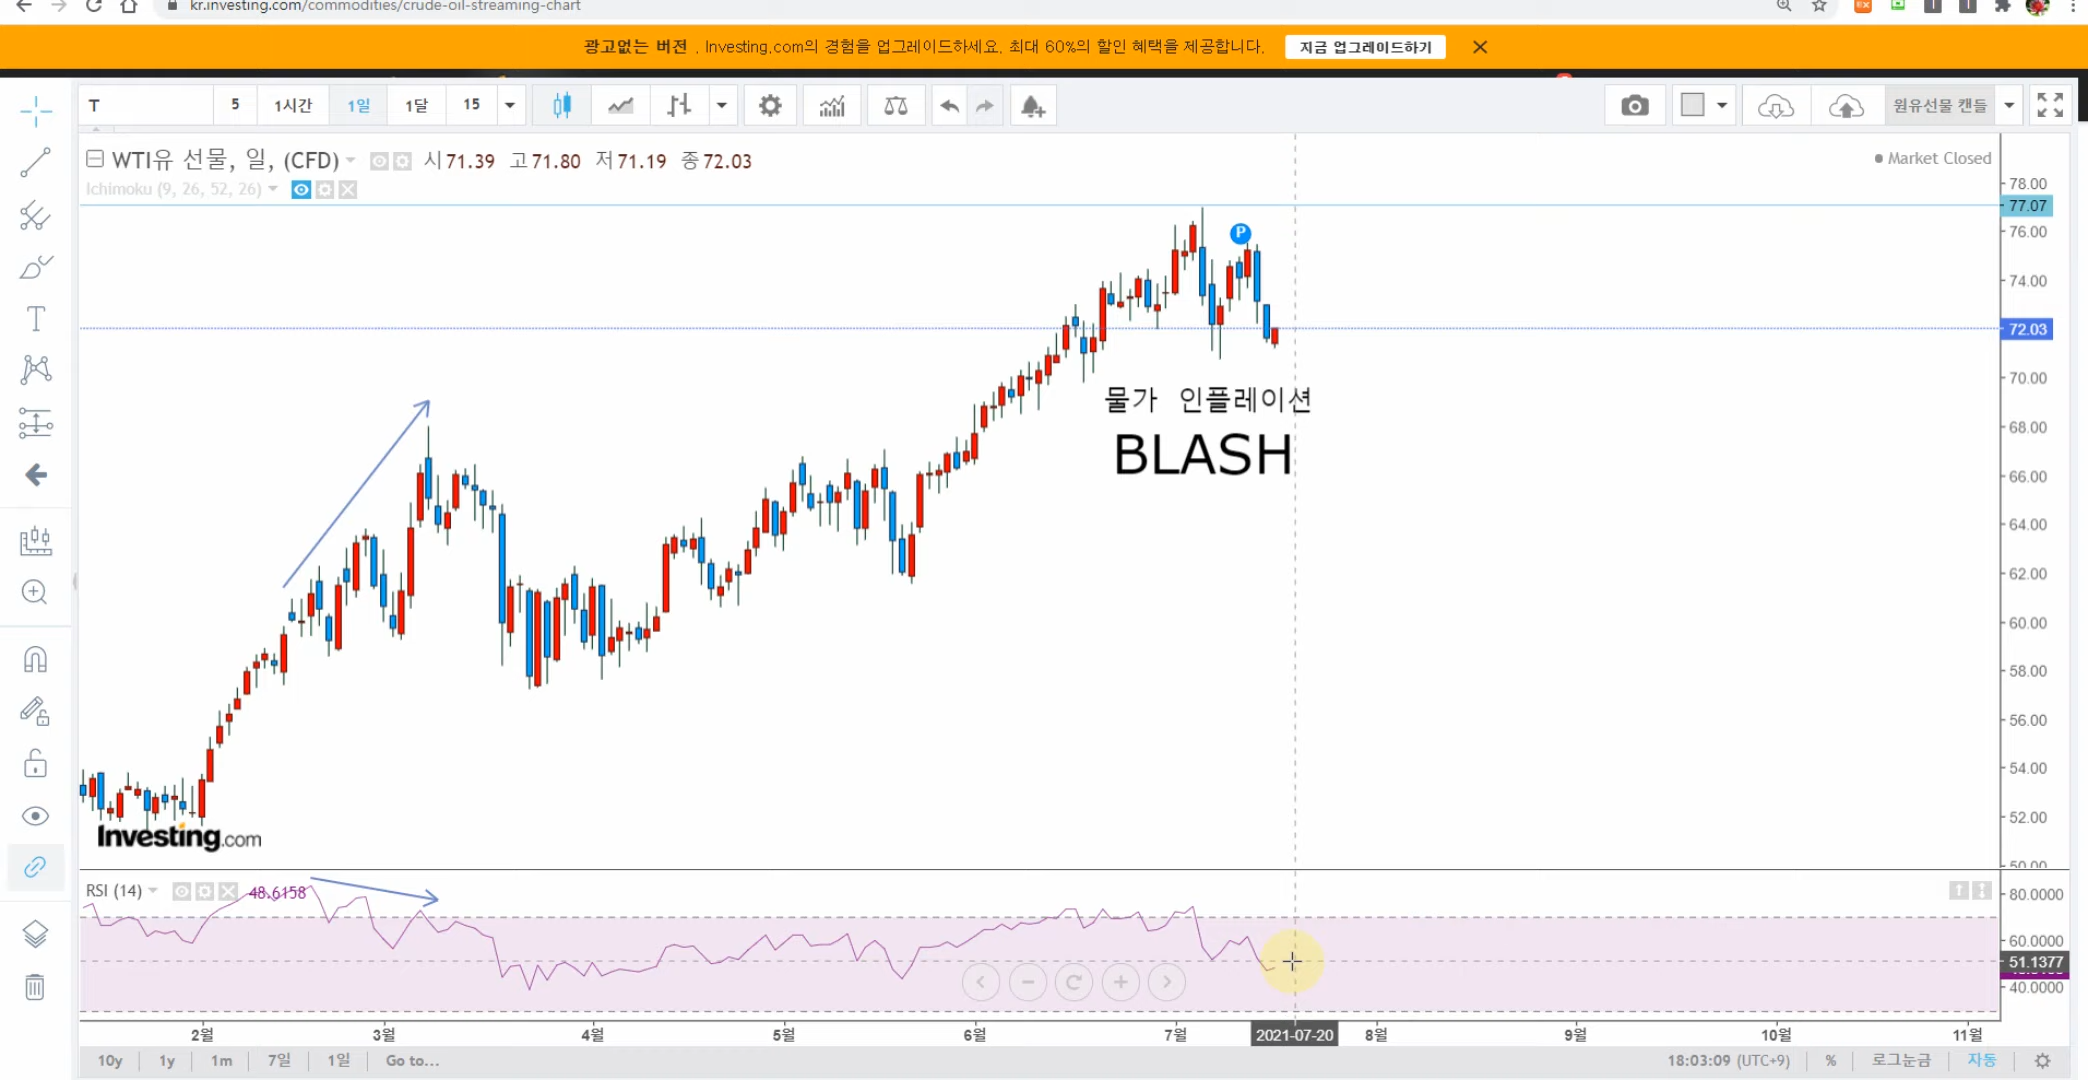 kr.investing.com/commodities/crude-oil-streaming-chart
광고없는 버전 . Investing.com의 경험을 업그레이드하세요. 최대 60%의 할인 혜택을 제공합니다. 지금 업그레이드하기
T 5 1시간 1일 1달 15 원유선물 캔들
WTI유 선물, 일, (CFD) 시71.39 고71.80 저71.19 종72.03
Market Closed
Ichimoku (9, 26, 52, 26)
78.00
77.07
76.00
P
74.00
72.03
70.00
물가 인플레이션
68.00
BLASH
66.00
64.00
62.00
60.00
58.00
56.00
54.00
52.00
Investing.com
50.00
RSI (14) 48.6158
80.0000
60.0000
51.1377
40.0000
2월 3월 4월 5월 6월 7월 2021-07-20 8월 9월 10월 11월
10y 1y 1m 7일 1일 Go to... 18:03:09 (UTC+9) % 로그눈금 자동